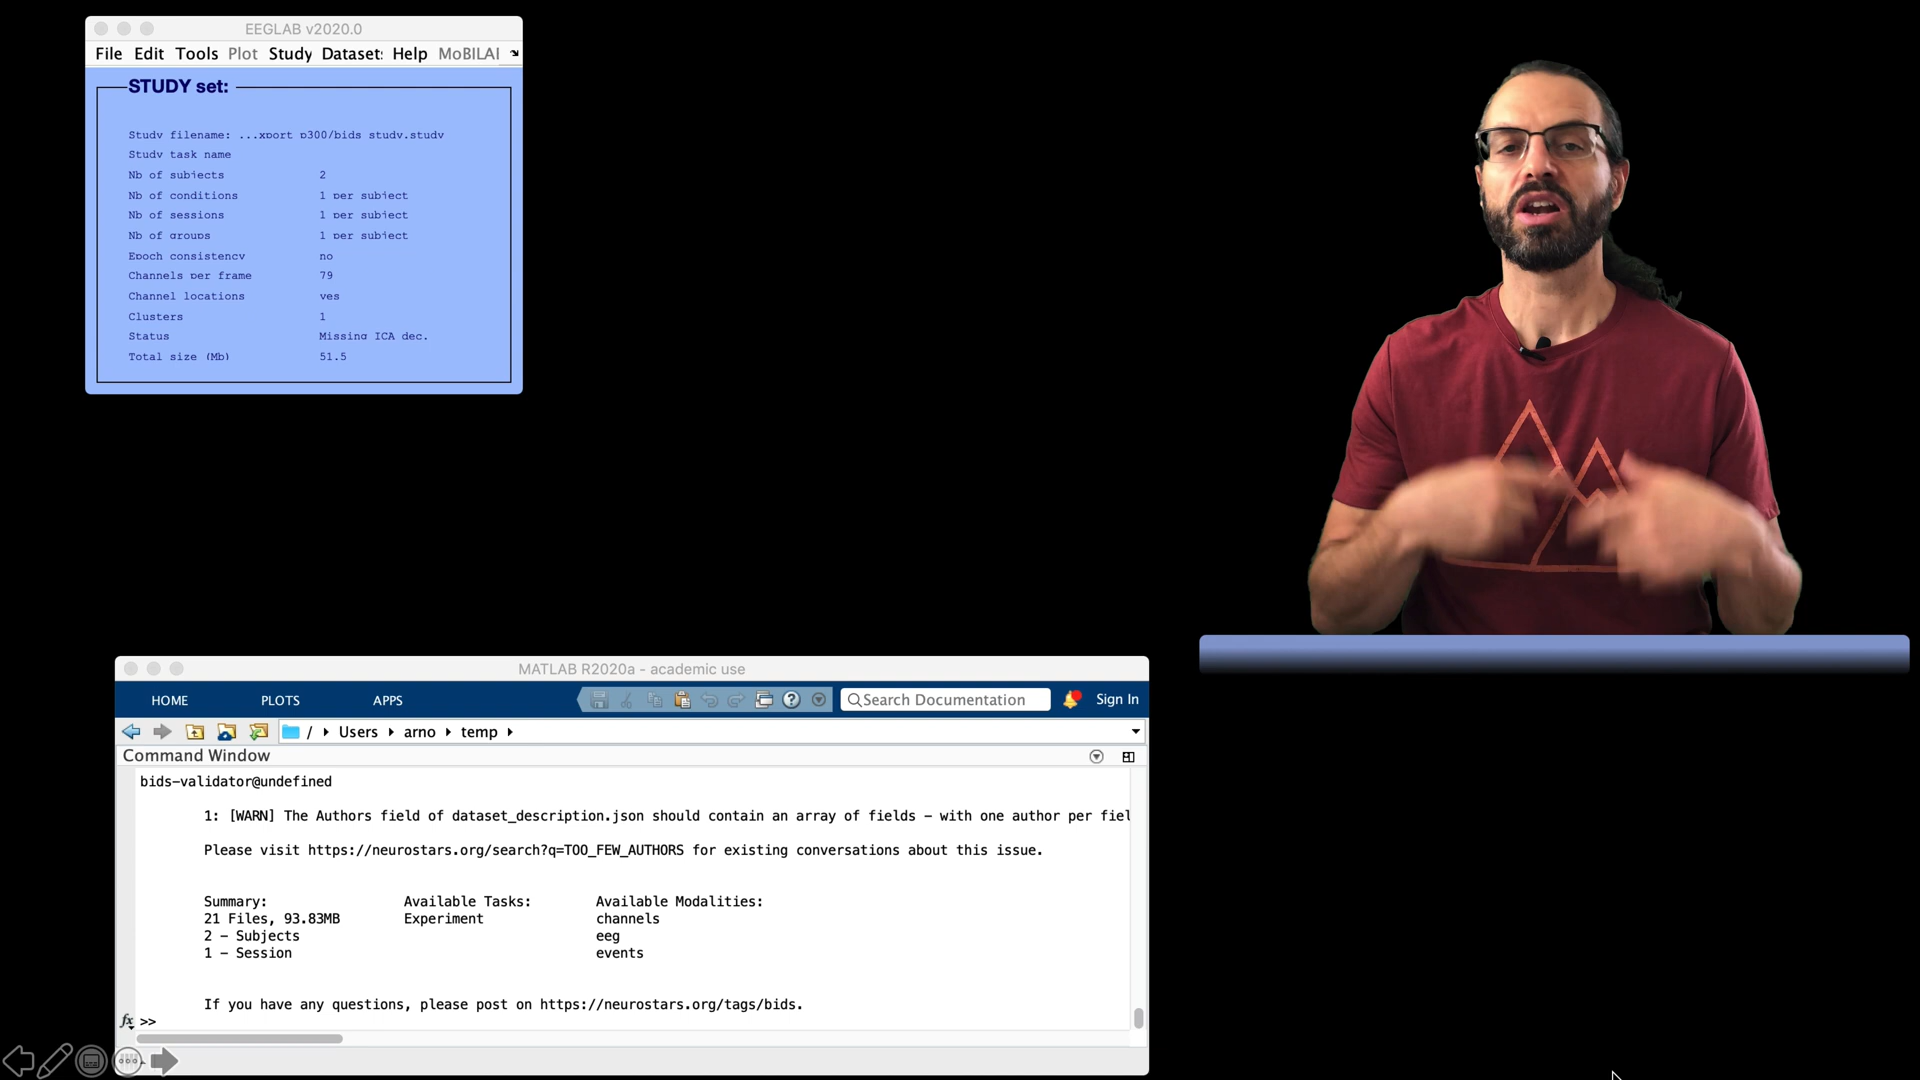 EEGLAB v2020.0
File Edit Tools Plot Study Datasets Help MoBILAI
STUDY set:
Study filename: ...xport_p300/bids_study.study
Study task name
Nb of subjects 2
Nb of conditions 1 per subject
Nb of sessions 1 per subject
Nb of groups 1 per subject
Epoch consistency no
Channels per frame 79
Channel locations yes
Clusters 1
Status Missing ICA dec.
Total size (Mb) 51.5
MATLAB R2020a - academic use
HOME PLOTS APPS Search Documentation Sign In
/ Users arno temp
Command Window
bids-validator@undefined
1: [WARN] The Authors field of dataset_description.json should contain an array of fields - with one author per fiel
Please visit https://neurostars.org/search?q=TOO_FEW_AUTHORS for existing conversations about this issue.
Summary: Available Tasks: Available Modalities:
21 Files, 93.83MB Experiment channels
2 - Subjects eeg
1 - Session events
If you have any questions, please post on https://neurostars.org/tags/bids.
fx >>